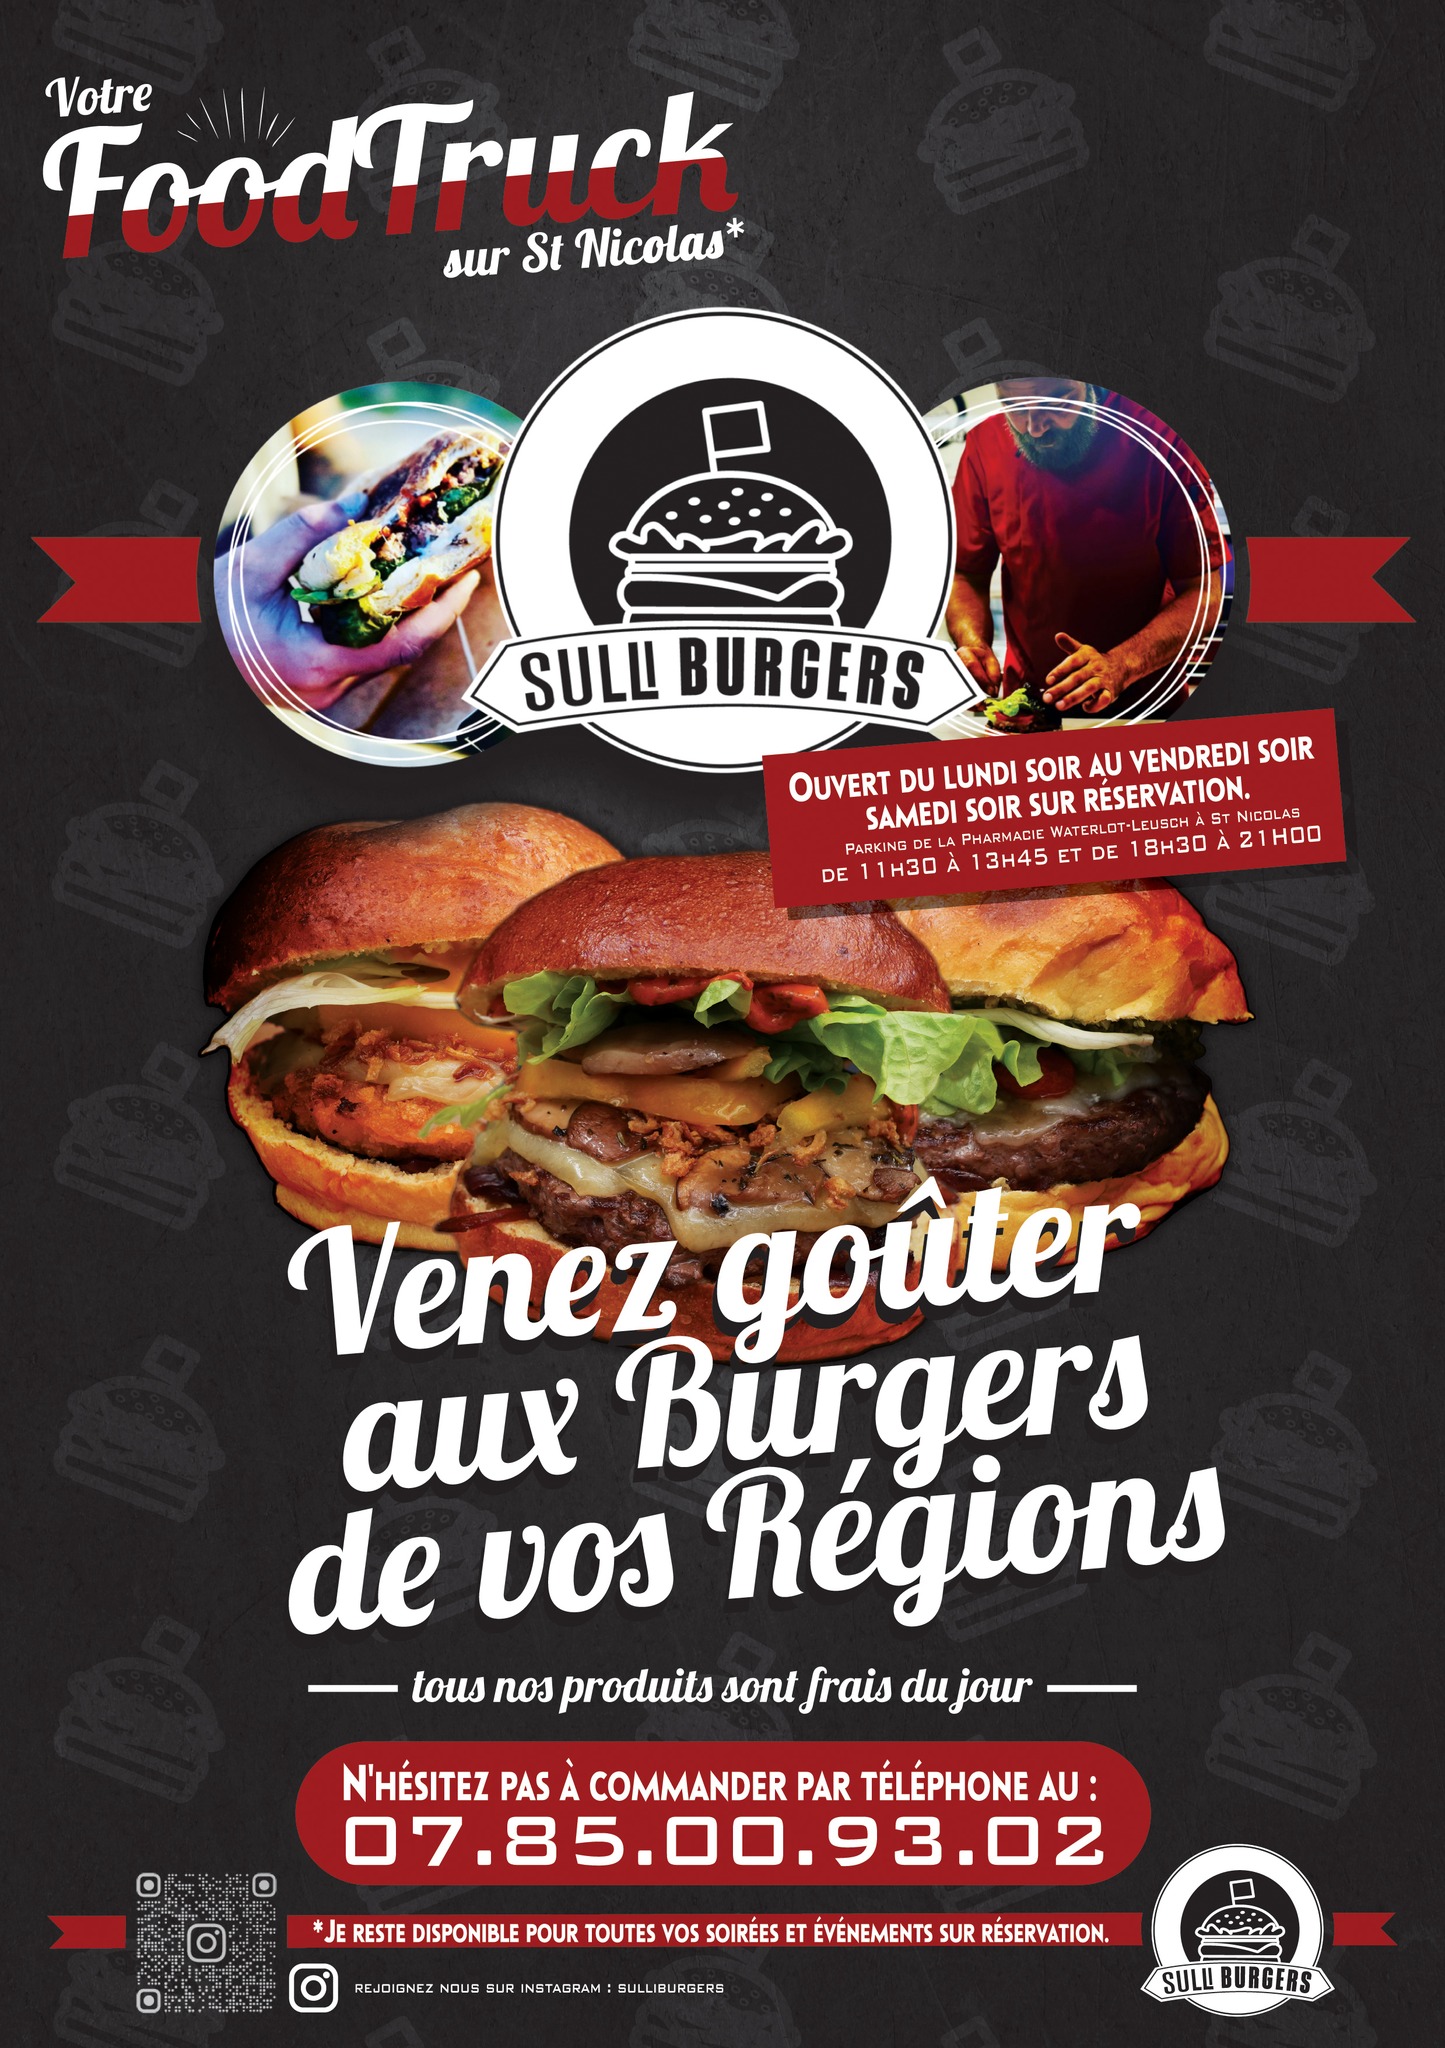 Votre
FoodTruck
sur St Nicolas*
SULLI BURGERS
OUVERT DU LUNDI SOIR AU VENDREDI SOIR
SAMEDI SOIR SUR RÉSERVATION.
PARKING DE LA PHARMACIE WATERLOT-LEUSCH À ST NICOLAS
DE 11H30 À 13H45 ET DE 18H30 À 21H00
Venez goûter
aux Burgers
de vos Régions
tous nos produits sont frais du jour
N'HÉSITEZ PAS À COMMANDER PAR TÉLÉPHONE AU :
07.85.00.93.02
*JE RESTE DISPONIBLE POUR TOUTES VOS SOIRÉES ET ÉVÉNEMENTS SUR RÉSERVATION.
REJOIGNEZ NOUS SUR INSTAGRAM : SULLIBURGERS
SULLI BURGERS